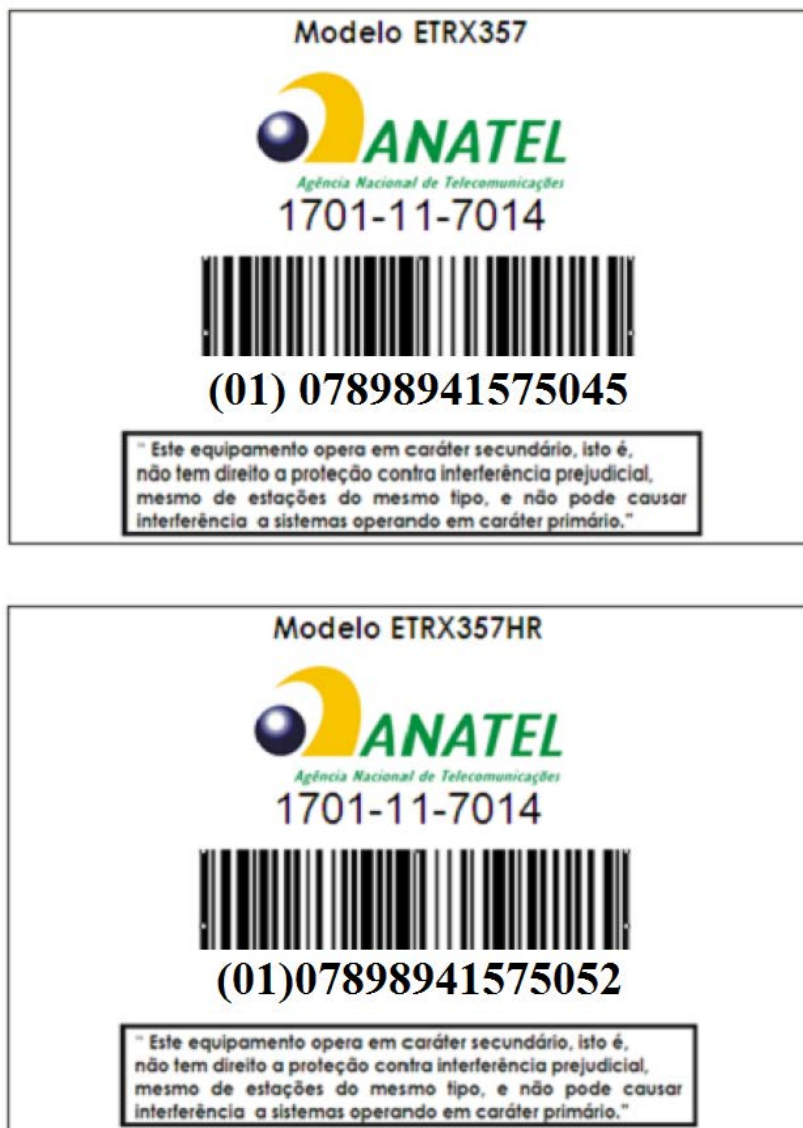 Modelo ETRX357
ANATEL
Agência Nacional de Telecomunicações
1701-11-7014
(01) 07898941575045
" Este equipamento opera em caráter secundário, isto é,
não tem direito a proteção contra interferência prejudicial,
mesmo de estações do mesmo tipo, e não pode causar
interferência a sistemas operando em caráter primário."
Modelo ETRX357HR
ANATEL
Agência Nacional de Telecomunicações
1701-11-7014
(01)07898941575052
" Este equipamento opera em caráter secundário, isto é,
não tem direito a proteção contra interferência prejudicial,
mesmo de estações do mesmo tipo, e não pode causar
interferência a sistemas operando em caráter primário."